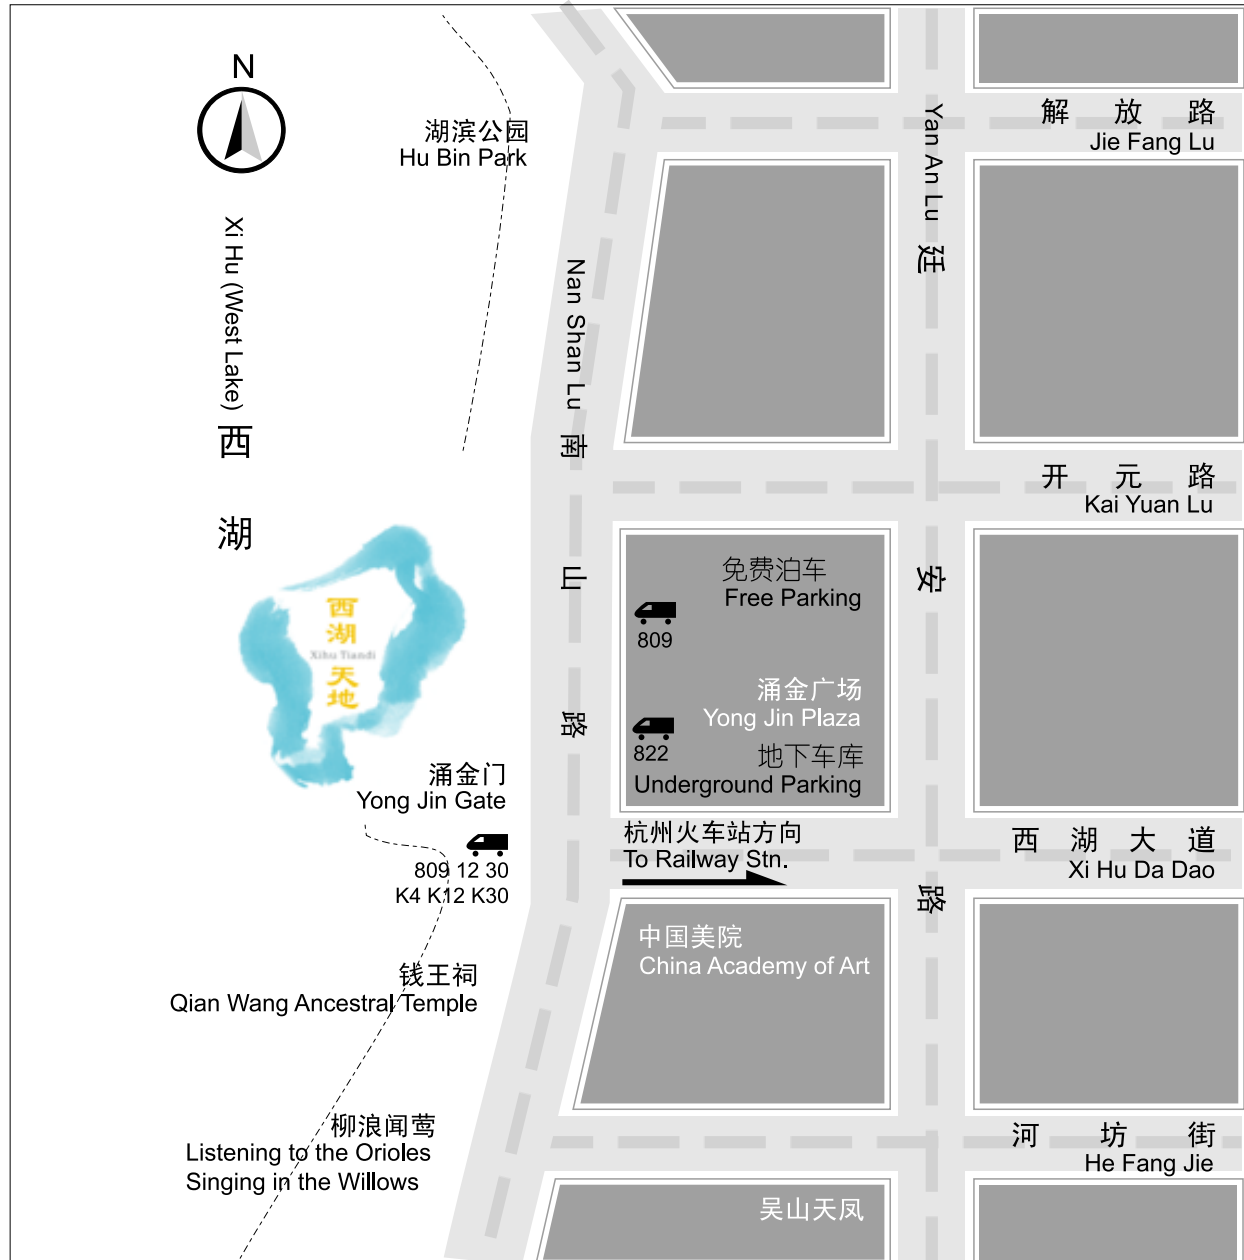 N
湖滨公园
Hu Bin Park
解放路
Jie Fang Lu
Yan An Lu
廷安路
Xi Hu (West Lake)
西湖
Nan Shan Lu
南山路
开元路
Kai Yuan Lu
西湖
Xihu Tiandi
天地
免费泊车
Free Parking
809
涌金广场
Yong Jin Plaza
822
地下车库
Underground Parking
涌金门
Yong Jin Gate
809 12 30
K4 K12 K30
杭州火车站方向
To Railway Stn.
西湖大道
Xi Hu Da Dao
中国美院
China Academy of Art
钱王祠
Qian Wang Ancestral Temple
柳浪闻莺
Listening to the Orioles
Singing in the Willows
河坊街
He Fang Jie
吴山天凤